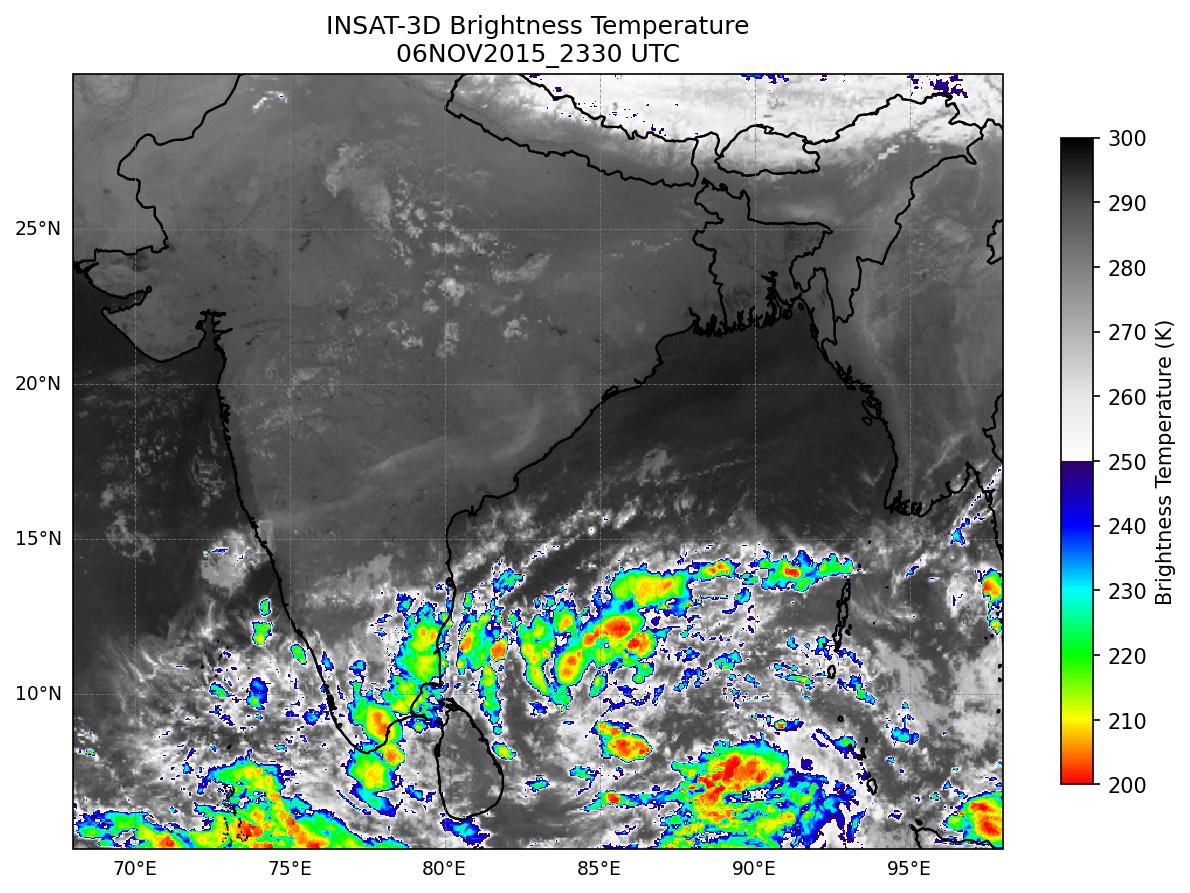 INSAT-3D Brightness Temperature
06NOV2015_2330 UTC
25°N
20°N
15°N
10°N
70°E
75°E
80°E
85°E
90°E
95°E
300
290
280
270
260
250
240
230
220
210
200
Brightness Temperature (K)